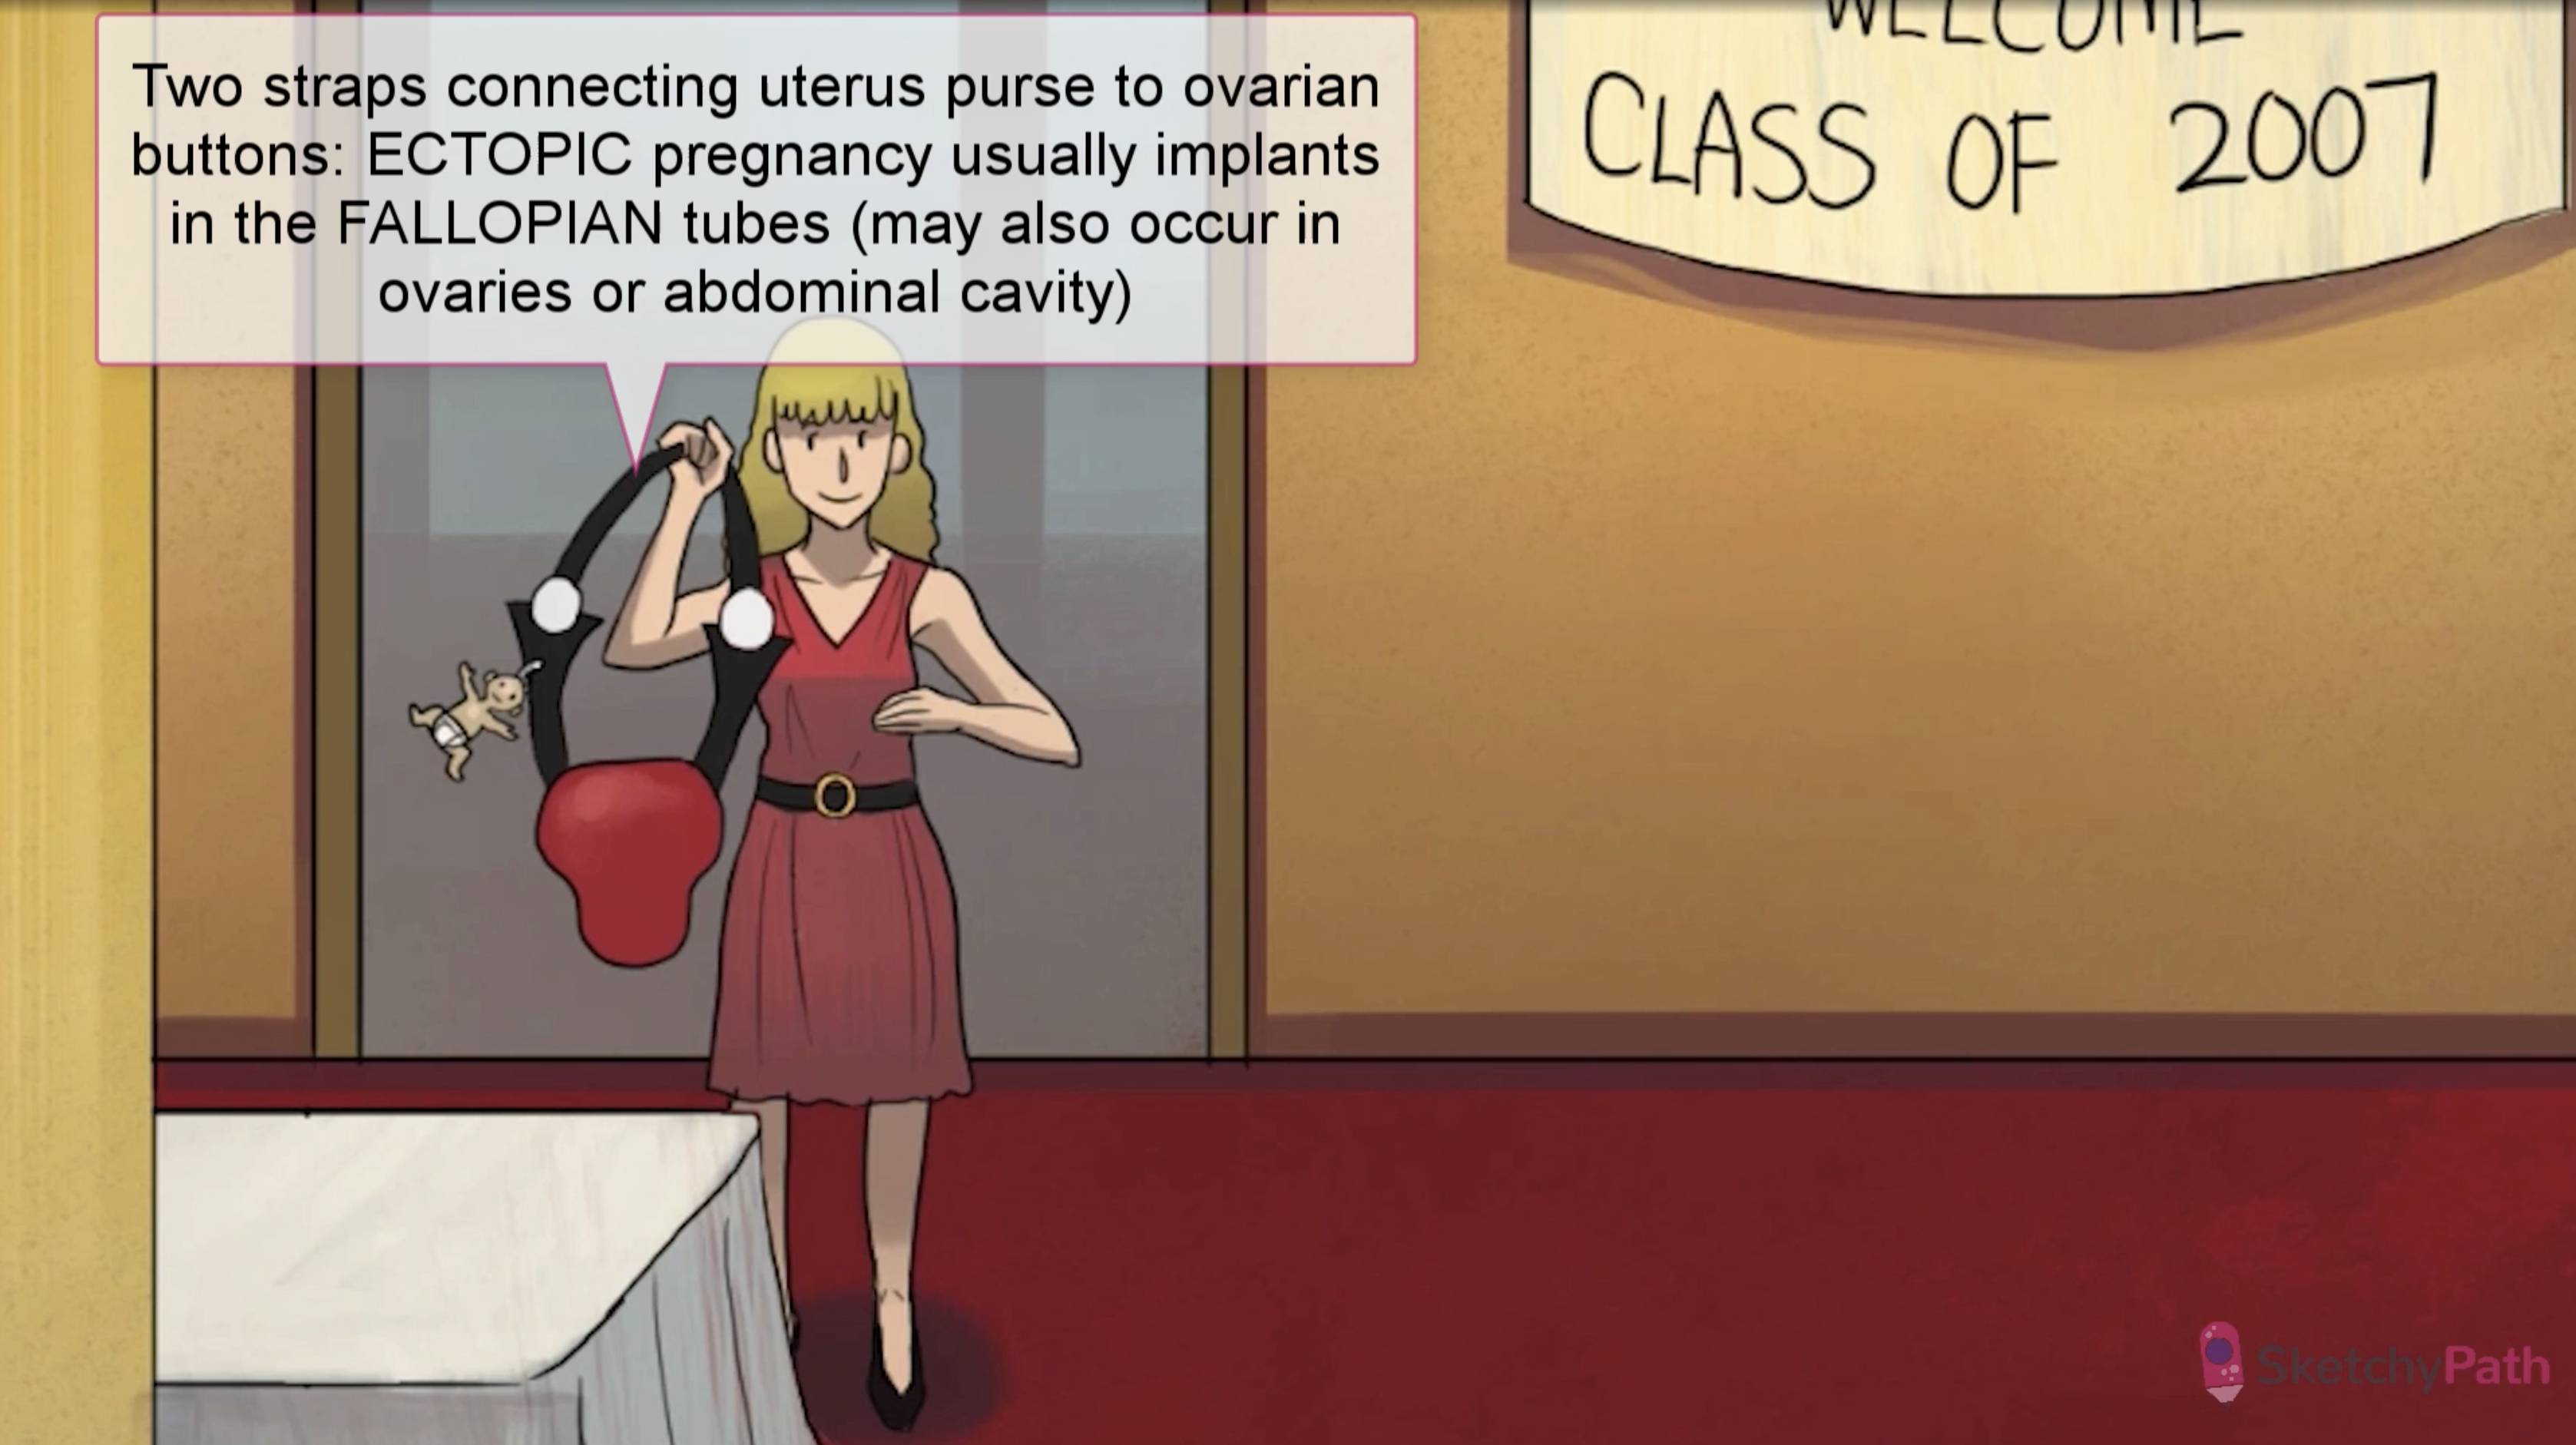 Two straps connecting uterus purse to ovarian
buttons: ECTOPIC pregnancy usually implants
in the FALLOPIAN tubes (may also occur in
ovaries or abdominal cavity)
WELCOME
CLASS OF 2007
SketchyPath